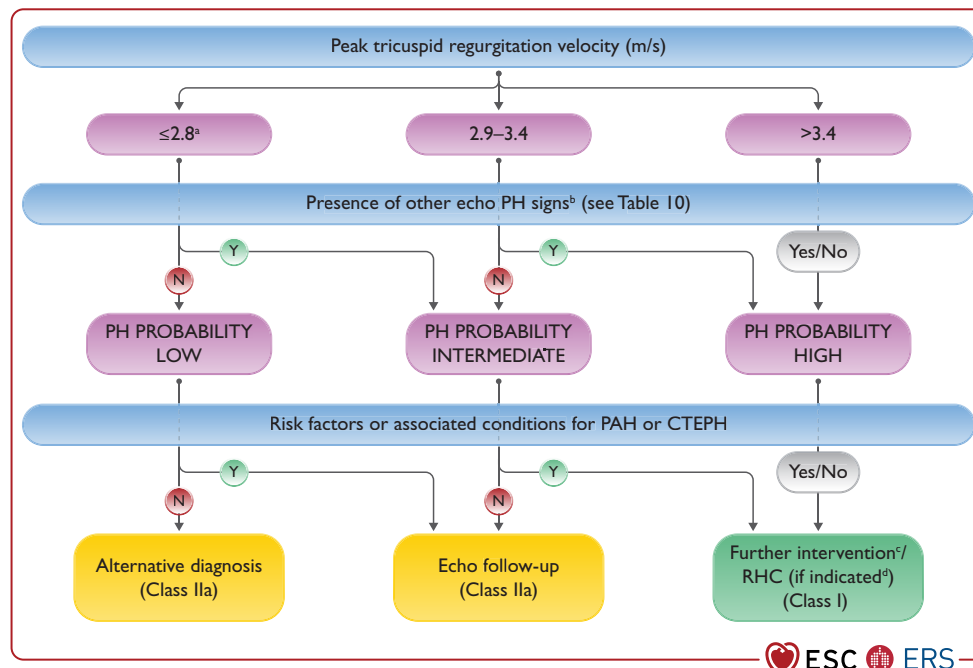 Peak tricuspid regurgitation velocity (m/s)
≤2.8ᵃ
2.9–3.4
>3.4
Presence of other echo PH signsᵇ (see Table 10)
Y
Y
Yes/No
N
N
PH PROBABILITY
LOW
PH PROBABILITY
INTERMEDIATE
PH PROBABILITY
HIGH
Risk factors or associated conditions for PAH or CTEPH
Y
Y
Yes/No
N
N
Alternative diagnosis
(Class IIa)
Echo follow-up
(Class IIa)
Further interventionᶜ/
RHC (if indicatedᵈ)
(Class I)
ESC ERS